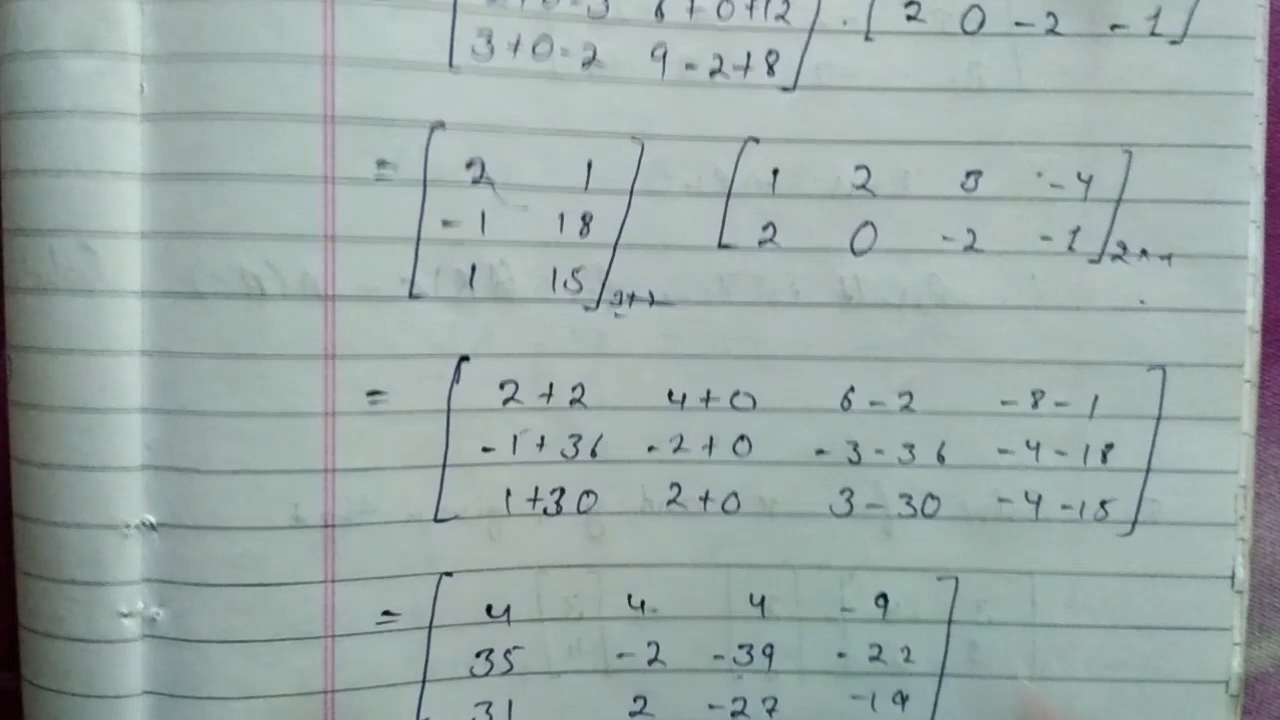 6+0+12 . [ 2 0 -2 -1 ]
3+0-2 9-2+8
= [ 2 1 ] [ 1 2 3 -4 ]
-1 18 2 0 -2 -1
1 15
= [ 2+2 4+0 6-2 -8-1 ]
-1+36 -2+0 -3-36 -4-18
1+30 2+0 3-30 -4-15
= [ 4 4 4 -9 ]
35 -2 -39 -22
31 2 -27 -19